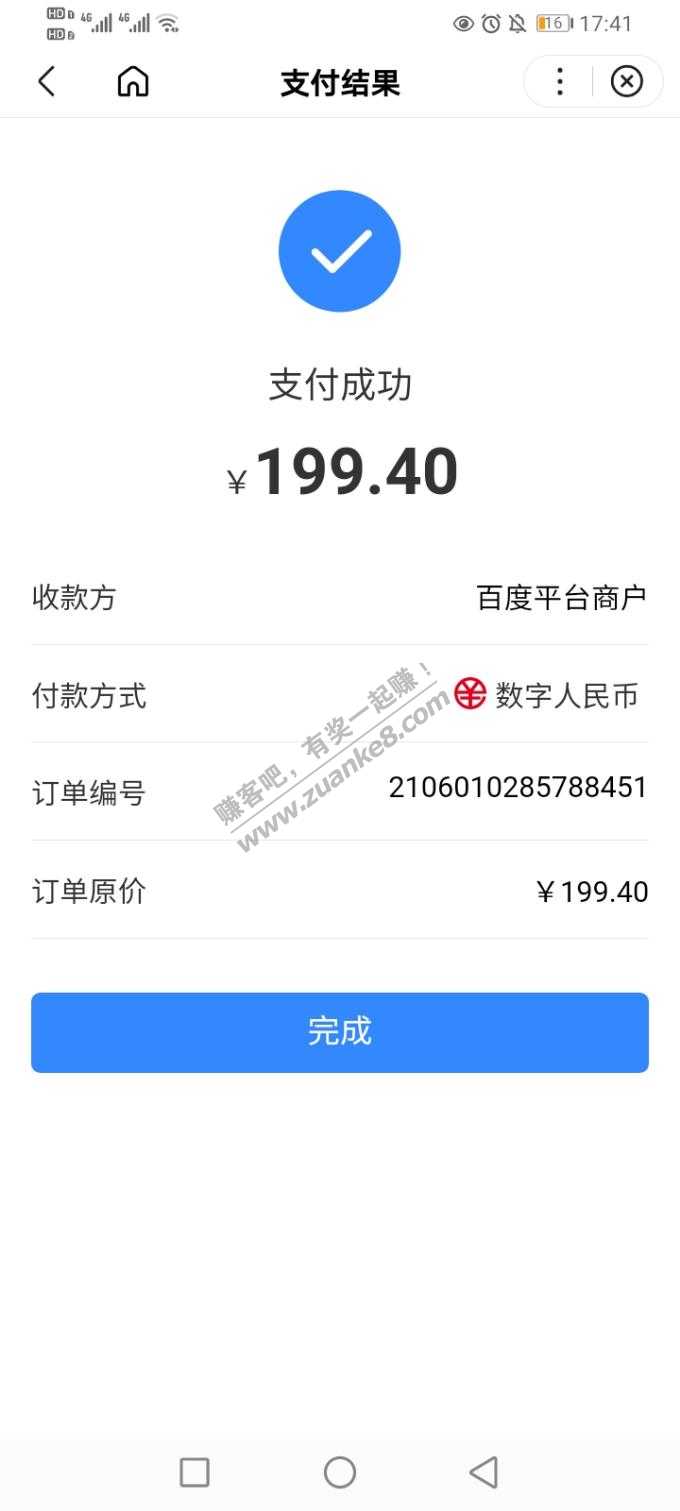 HD 1 4G 4G
HD 2
16 17:41
支付结果
支付成功
¥199.40
收款方 百度平台商户
付款方式 数字人民币
赚客吧，有奖一起赚！
www.zuanke8.com
订单编号 2106010285788451
订单原价 ¥199.40
完成